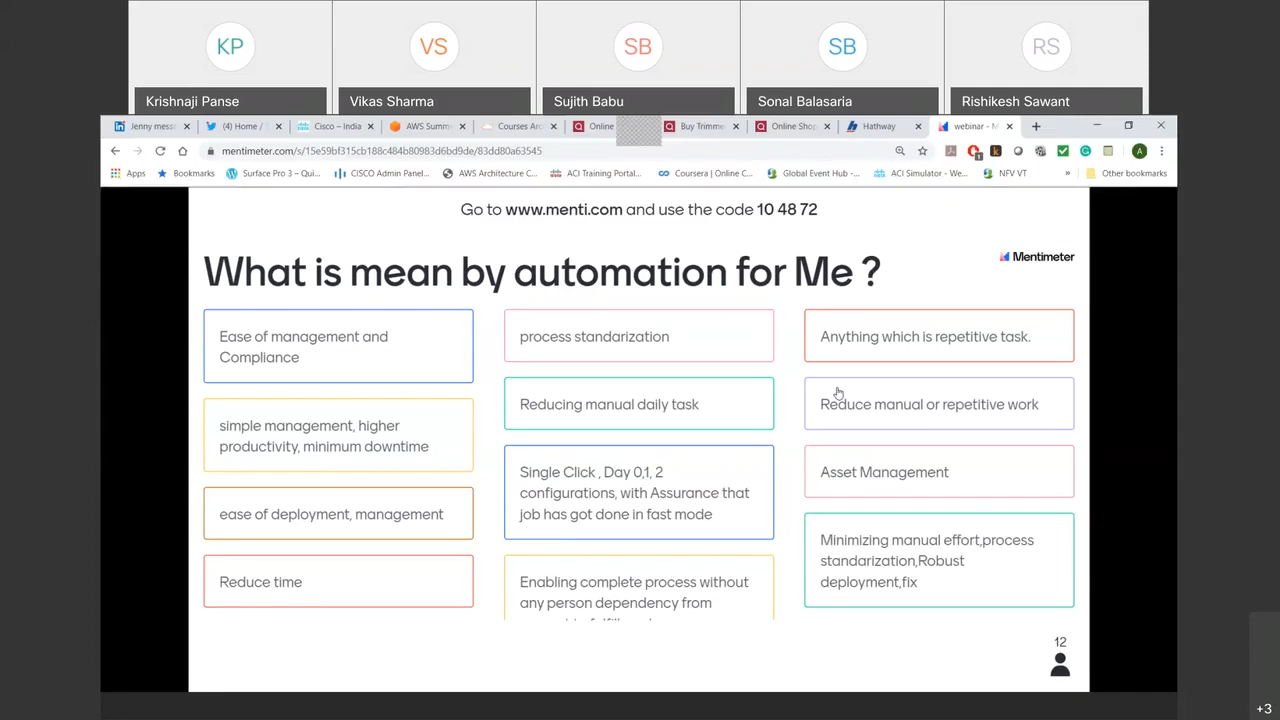 KP
VS
SB
SB
RS
Krishnaji Panse
Vikas Sharma
Sujith Babu
Sonal Balasaria
Rishikesh Sawant
Jenny mess
(4) Home /
Cisco – India
AWS Summ
Courses Arc
Online
Buy Trimme
Online Shop
Hathway
webinar - M
mentimeter.com/s/15e59bf315cb188c484b80983d6bd9de/83dd80a63545
A
Apps
Bookmarks
Surface Pro 3 – Qui...
CISCO Admin Panel...
AWS Architecture C...
ACI Training Portal...
Coursera | Online C...
Global Event Hub -...
ACI Simulator - We...
NFV VT
»
Other bookmarks
Go to www.menti.com and use the code 10 48 72
What is mean by automation for Me ?
Mentimeter
Ease of management and
Compliance
simple management, higher
productivity, minimum downtime
ease of deployment, management
Reduce time
process standarization
Reducing manual daily task
Single Click , Day 0,1, 2
configurations, with Assurance that
job has got done in fast mode
Enabling complete process without
any person dependency from
Anything which is repetitive task.
Reduce manual or repetitive work
Asset Management
Minimizing manual effort,process
standarization,Robust
deployment,fix
12
+3